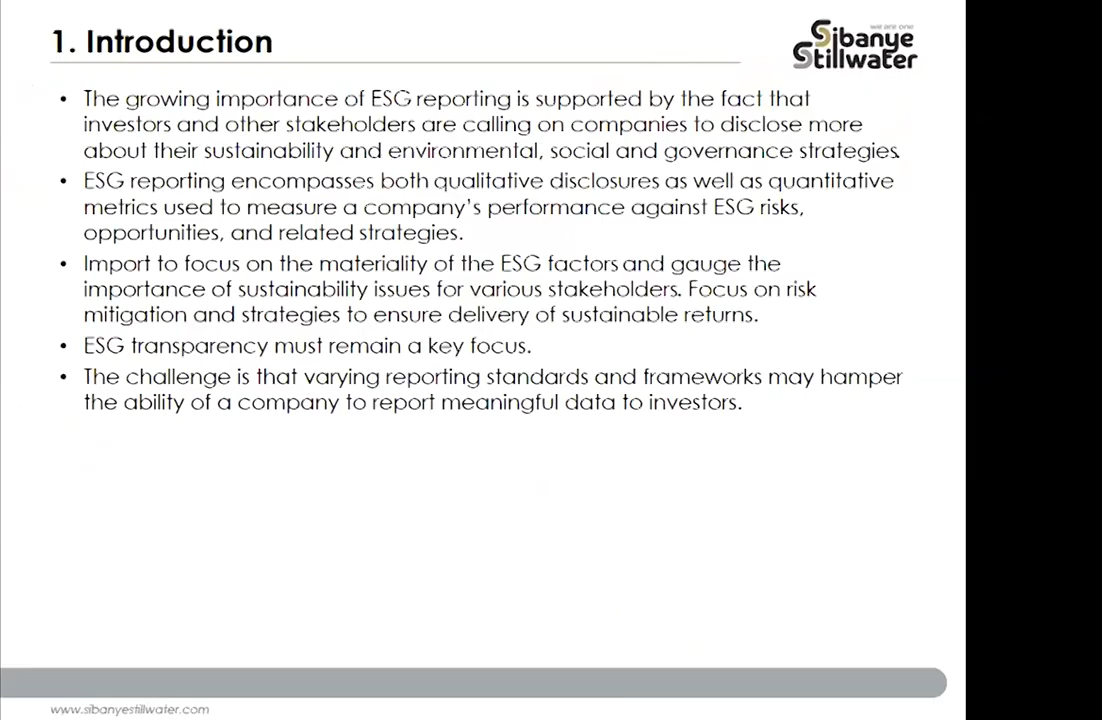 1. Introduction
we are one
Sibanye
Stillwater
• The growing importance of ESG reporting is supported by the fact that
investors and other stakeholders are calling on companies to disclose more
about their sustainability and environmental, social and governance strategies.
• ESG reporting encompasses both qualitative disclosures as well as quantitative
metrics used to measure a company's performance against ESG risks,
opportunities, and related strategies.
• Import to focus on the materiality of the ESG factors and gauge the
importance of sustainability issues for various stakeholders. Focus on risk
mitigation and strategies to ensure delivery of sustainable returns.
• ESG transparency must remain a key focus.
• The challenge is that varying reporting standards and frameworks may hamper
the ability of a company to report meaningful data to investors.
www.sibanyestillwater.com